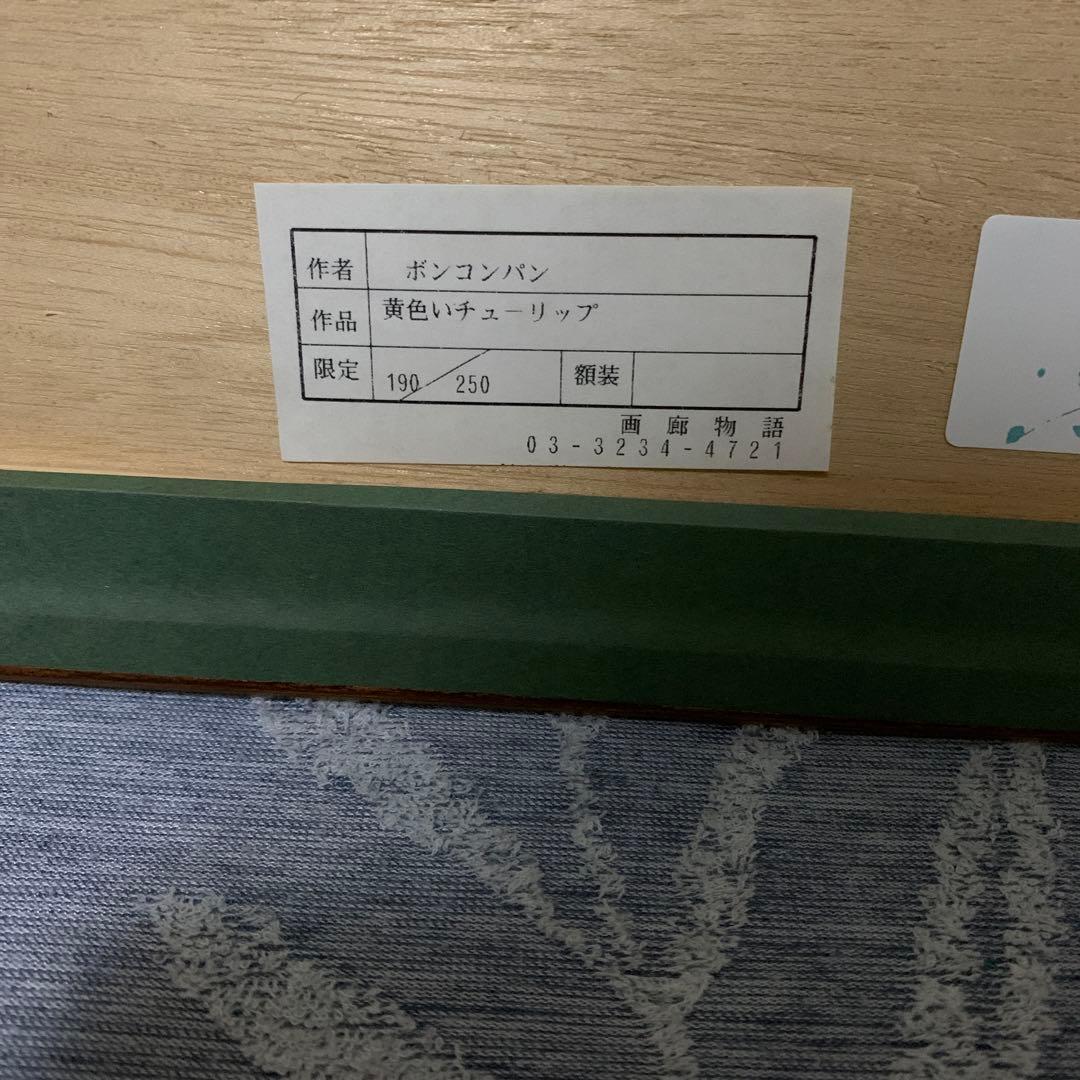 作者 ボンコンパン
作品 黄色いチューリップ
限定 190／250 額装
画廊物語
03-3234-4721